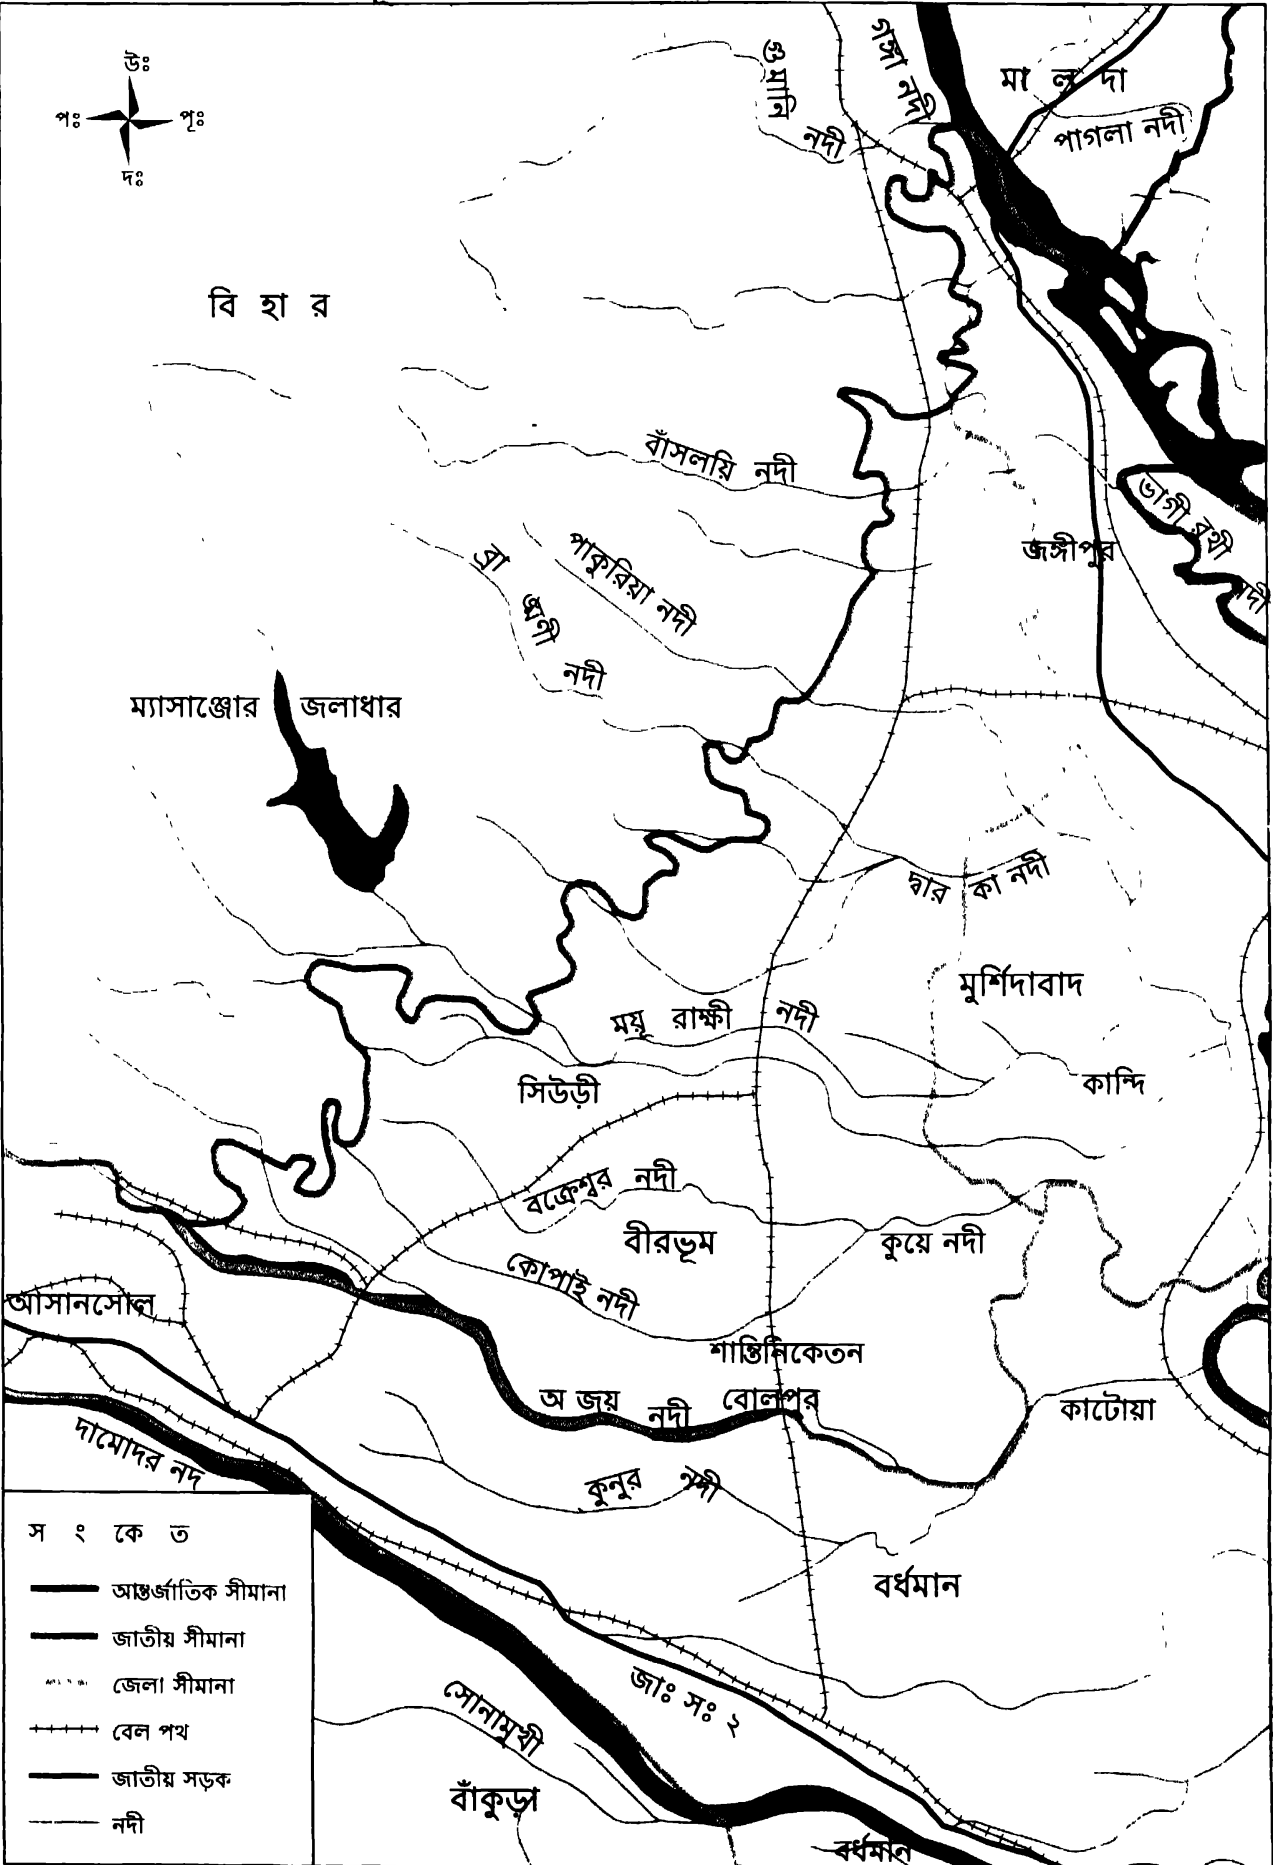 উঃ
পঃ
পূঃ
দঃ
গুমানি নদী
গঙ্গা নদী
মা ল দা
পাগলা নদী
বি হা র
বাঁসলয়ি নদী
ভাগীরথী নদী
জঙ্গীপুর
পাকুরিয়া নদী
ব্রাহ্মণী নদী
ম্যাসাঞ্জোর জলাধার
দ্বারকা নদী
মুর্শিদাবাদ
ময়ূরাক্ষী নদী
সিউড়ী
কান্দি
বক্রেশ্বর নদী
বীরভূম
কুয়ে নদী
কোপাই নদী
আসানসোল
শান্তিনিকেতন
অজয় নদী
বোলপুর
কাটোয়া
দামোদর নদ
কুনুর নদী
বর্ধমান
জাঃ সঃ ২
সোনামুখী
বাঁকুড়া
বর্ধমান
স ং কে ত
আন্তর্জাতিক সীমানা
জাতীয় সীমানা
জেলা সীমানা
রেল পথ
জাতীয় সড়ক
নদী